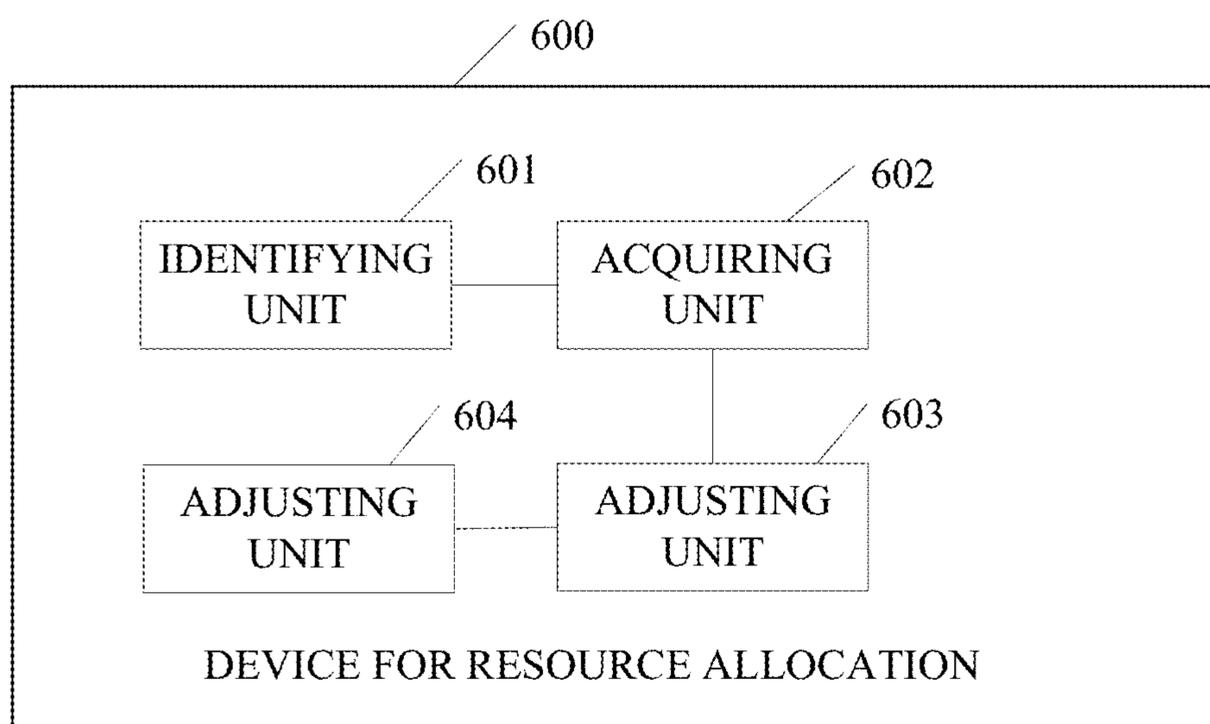 600
601
602
IDENTIFYING
UNIT
ACQUIRING
UNIT
604
603
ADJUSTING
UNIT
ADJUSTING
UNIT
DEVICE FOR RESOURCE ALLOCATION